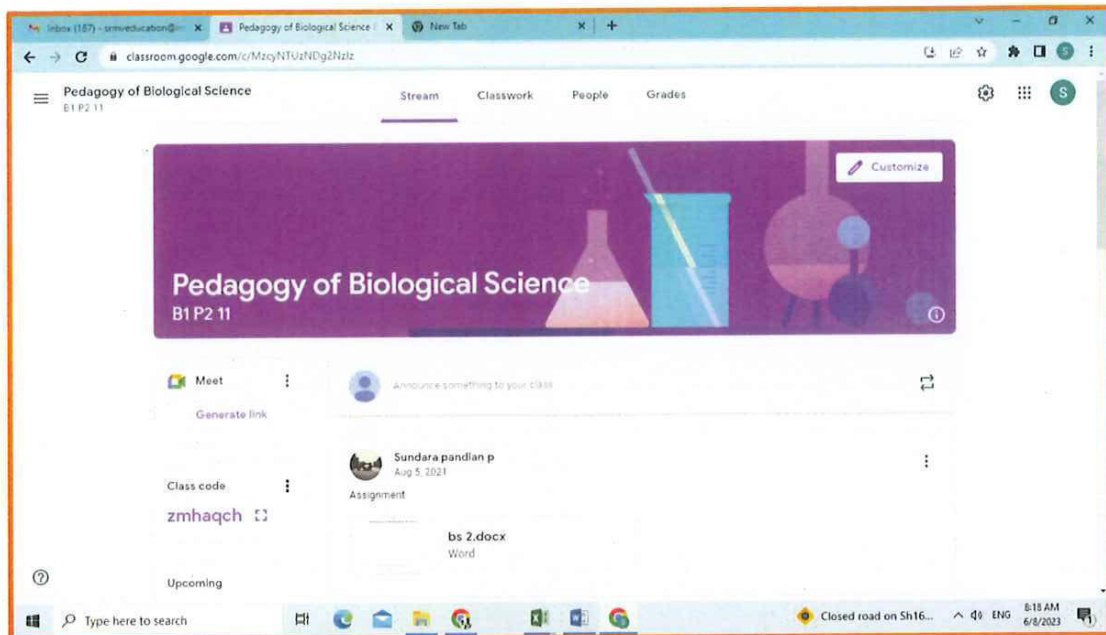 Inbox (187) - srmveducation@
Pedagogy of Biological Science
New Tab
classroom.google.com/c/MzcyNTUzNDg2NzIz
Pedagogy of Biological Science
B1 P2 11
Stream
Classwork
People
Grades
S
Customize
Pedagogy of Biological Science
B1 P2 11
Meet
Generate link
Announce something to your class
Class code
zmhaqch
Upcoming
Sundara pandian p
Aug 5, 2021
Assignment
bs 2.docx
Word
Type here to search
Closed road on Sh16...
ENG
8:18 AM
6/8/2023